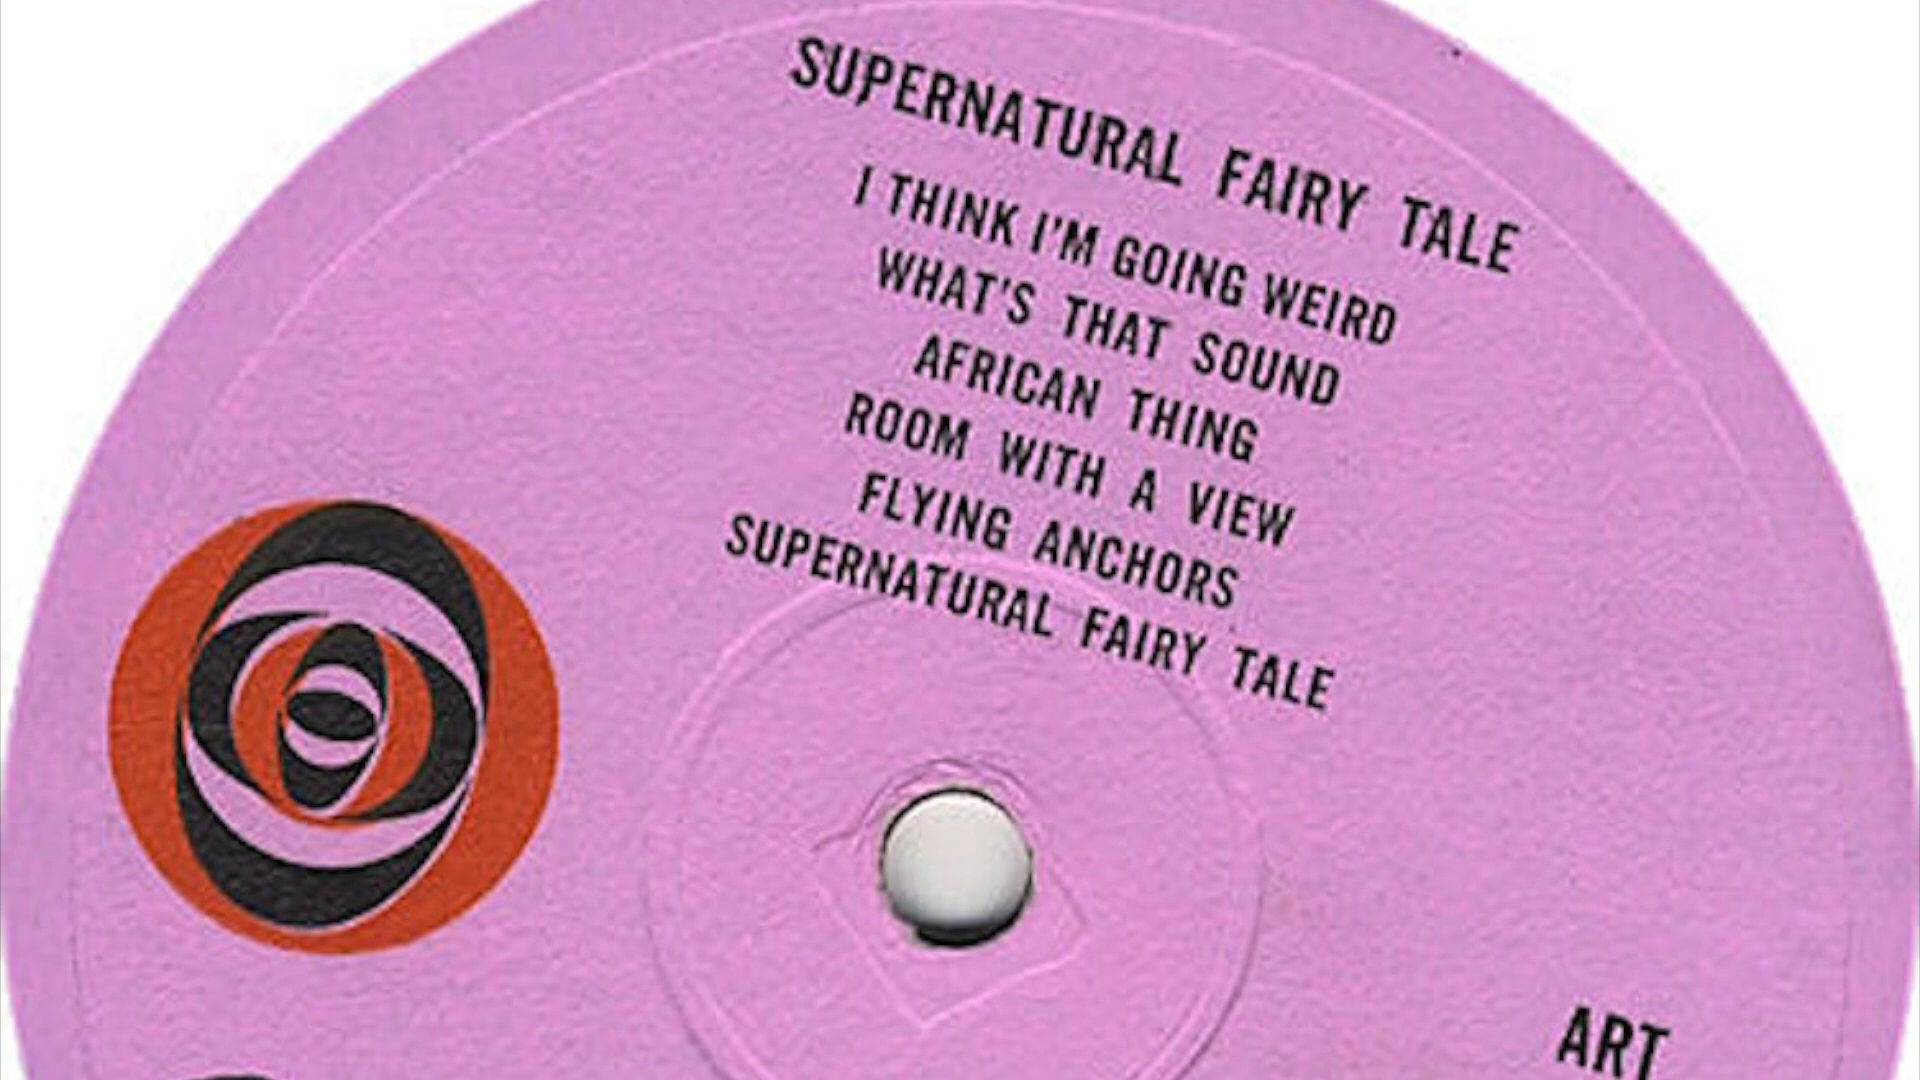 SUPERNATURAL FAIRY TALE
I THINK I'M GOING WEIRD
WHAT'S THAT SOUND
AFRICAN THING
ROOM WITH A VIEW
FLYING ANCHORS
SUPERNATURAL FAIRY TALE
ART